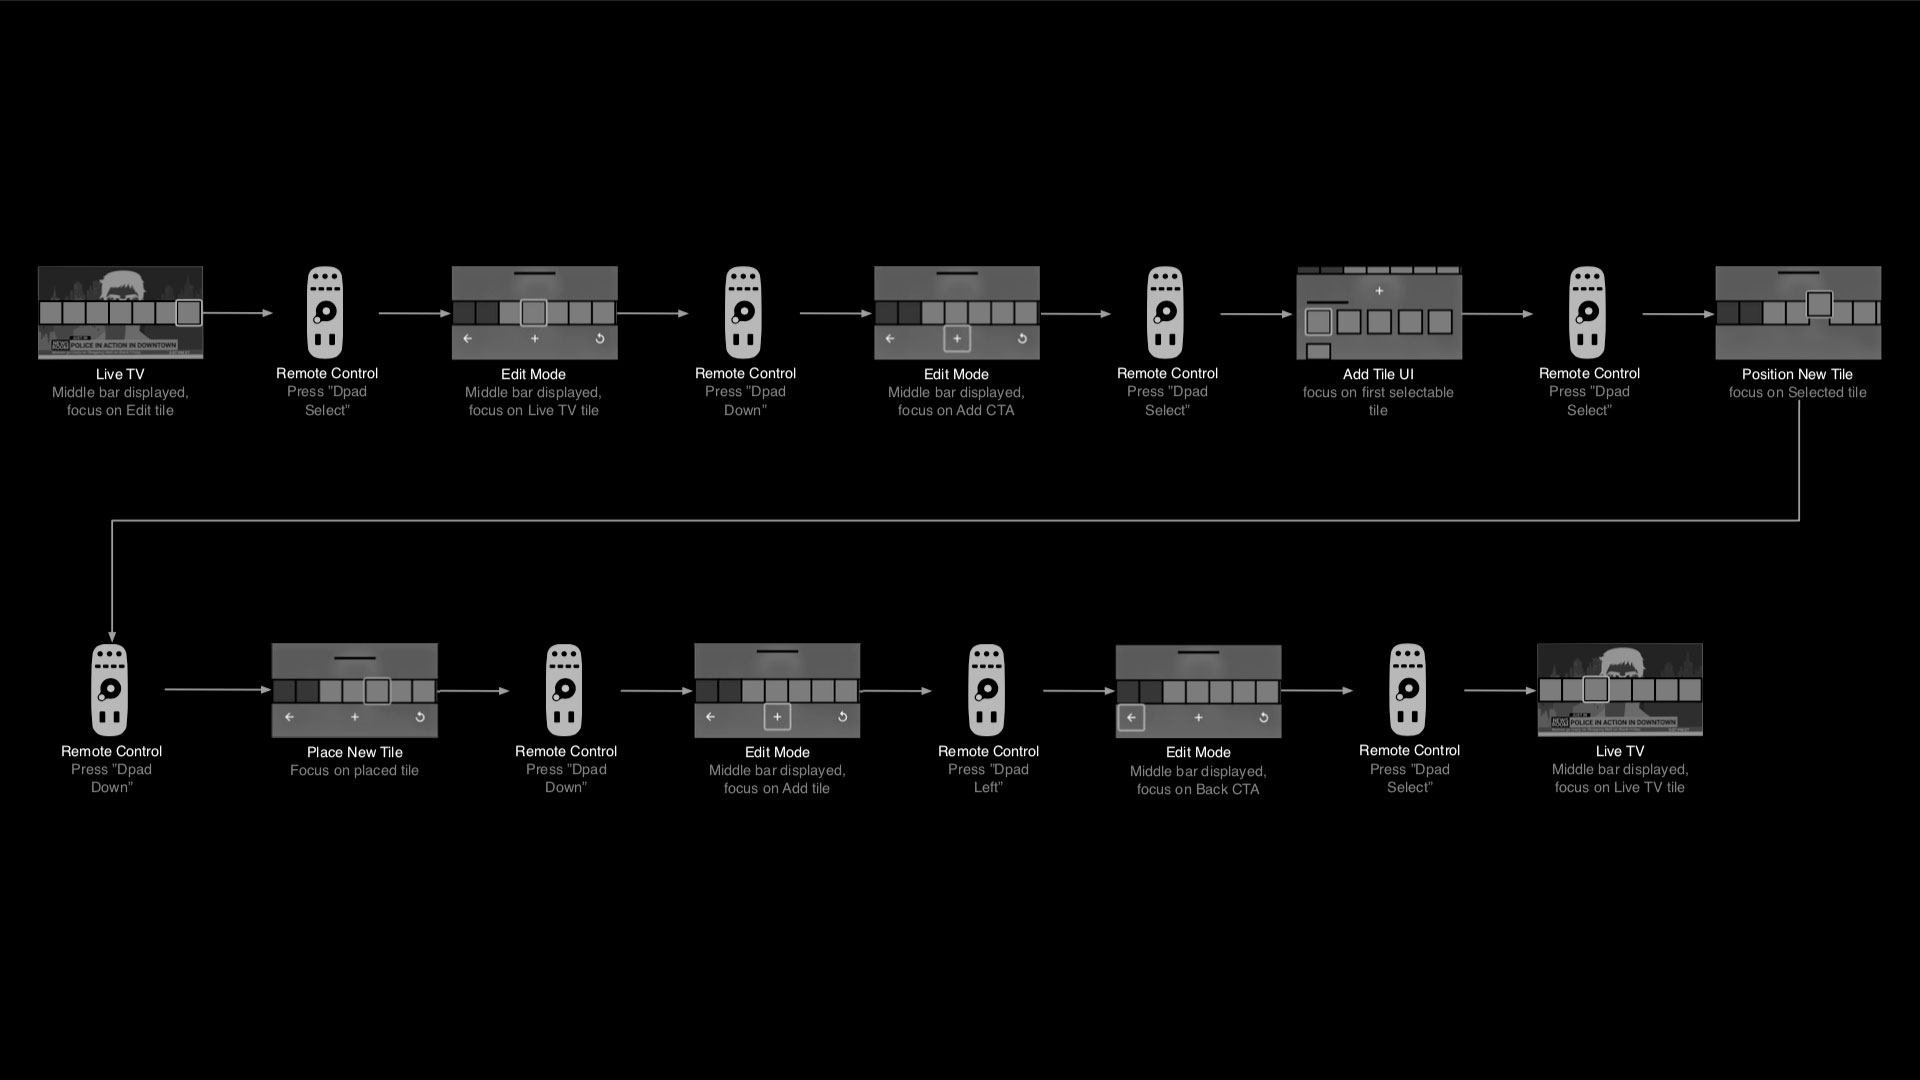 POLICE IN ACTION IN DOWNTOWN
Live TV
Middle bar displayed,
focus on Edit tile
Remote Control
Press "Dpad
Select"
Edit Mode
Middle bar displayed,
focus on Live TV tile
Remote Control
Press "Dpad
Down"
Edit Mode
Middle bar displayed,
focus on Add CTA
Remote Control
Press "Dpad
Select"
Add Tile UI
focus on first selectable
tile
Remote Control
Press "Dpad
Select"
Position New Tile
focus on Selected tile
Remote Control
Press "Dpad
Down"
Place New Tile
Focus on placed tile
Remote Control
Press "Dpad
Down"
Edit Mode
Middle bar displayed,
focus on Add tile
Remote Control
Press "Dpad
Left"
Edit Mode
Middle bar displayed,
focus on Back CTA
Remote Control
Press "Dpad
Select"
POLICE IN ACTION IN DOWNTOWN
Live TV
Middle bar displayed,
focus on Live TV tile